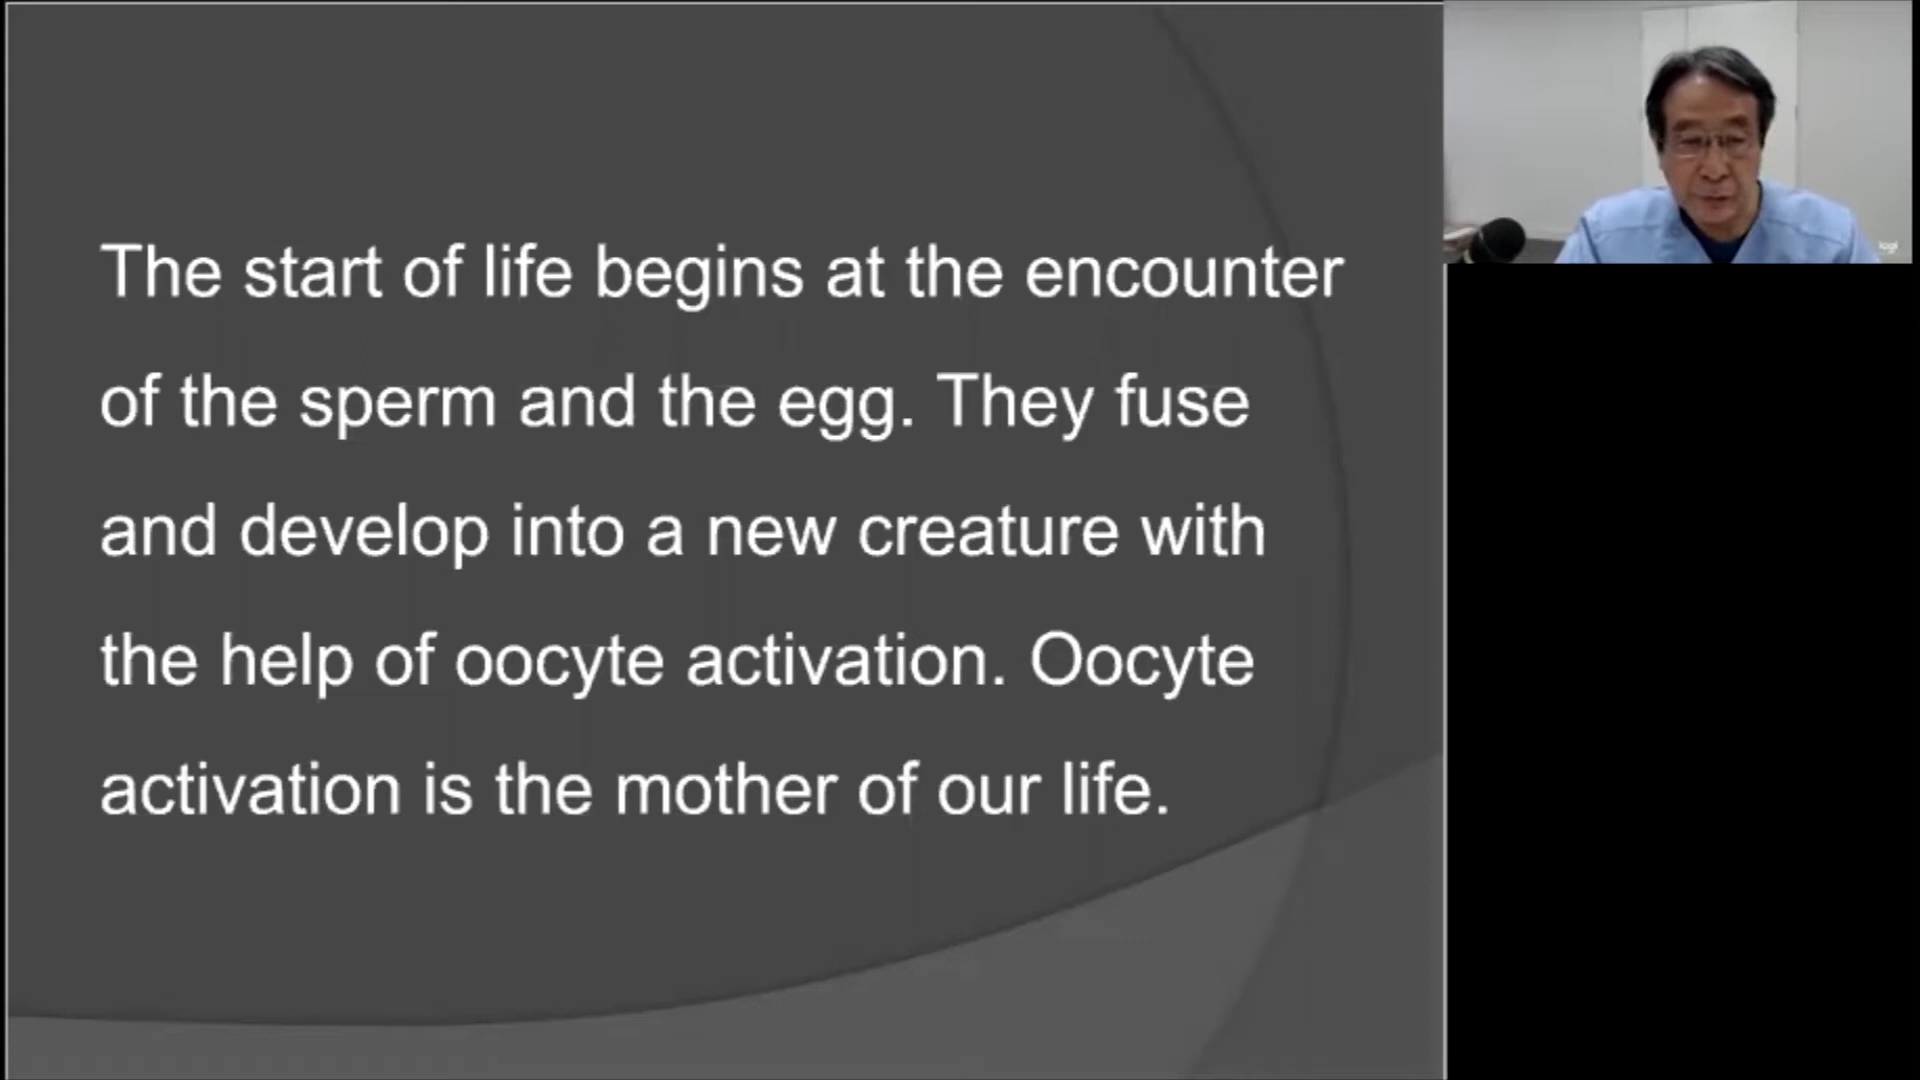 The start of life begins at the encounter
of the sperm and the egg. They fuse
and develop into a new creature with
the help of oocyte activation. Oocyte
activation is the mother of our life.
logi